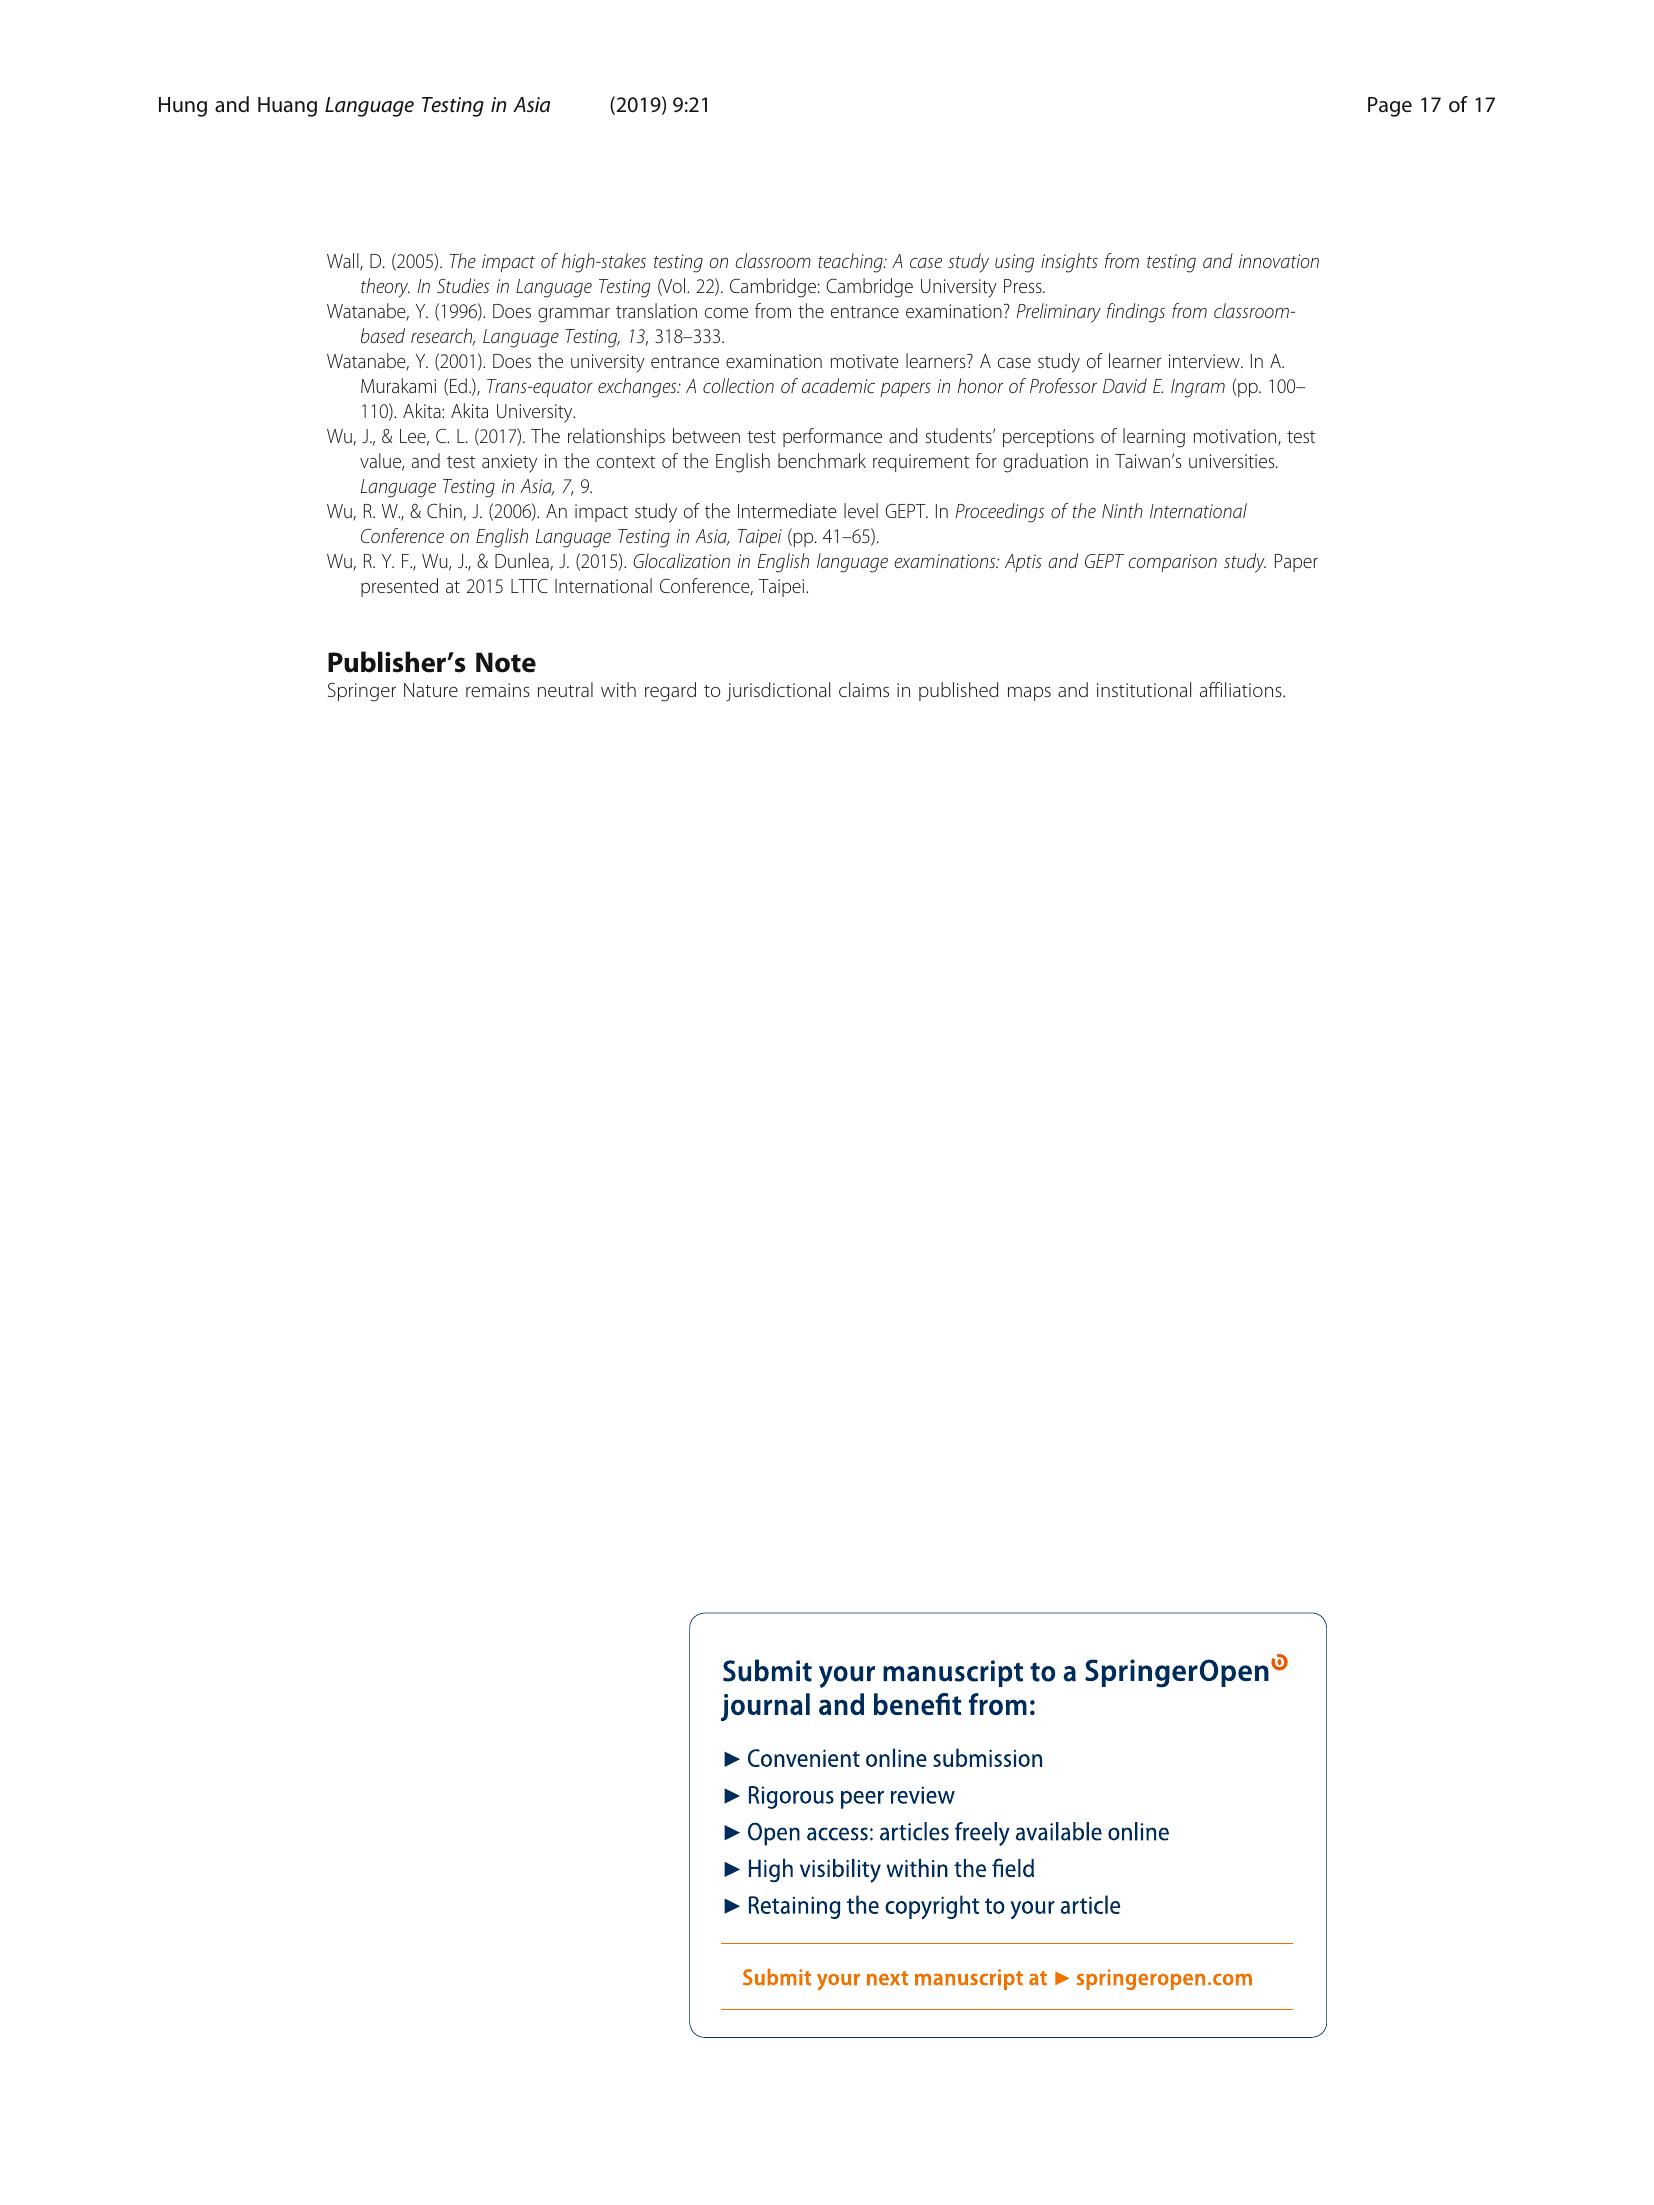 Hung and Huang Language Testing in Asia (2019) 9:21 Page 17 of 17
Wall, D. (2005). The impact of high-stakes testing on classroom teaching: A case study using insights from testing and innovation
theory. In Studies in Language Testing (Vol. 22). Cambridge: Cambridge University Press.
Watanabe, Y. (1996). Does grammar translation come from the entrance examination? Preliminary findings from classroom-
based research, Language Testing, 13, 318–333.
Watanabe, Y. (2001). Does the university entrance examination motivate learners? A case study of learner interview. In A.
Murakami (Ed.), Trans-equator exchanges: A collection of academic papers in honor of Professor David E. Ingram (pp. 100–
110). Akita: Akita University.
Wu, J., & Lee, C. L. (2017). The relationships between test performance and students’ perceptions of learning motivation, test
value, and test anxiety in the context of the English benchmark requirement for graduation in Taiwan’s universities.
Language Testing in Asia, 7, 9.
Wu, R. W., & Chin, J. (2006). An impact study of the Intermediate level GEPT. In Proceedings of the Ninth International
Conference on English Language Testing in Asia, Taipei (pp. 41–65).
Wu, R. Y. F., Wu, J., & Dunlea, J. (2015). Glocalization in English language examinations: Aptis and GEPT comparison study. Paper
presented at 2015 LTTC International Conference, Taipei.
Publisher’s Note
Springer Nature remains neutral with regard to jurisdictional claims in published maps and institutional affiliations.
Submit your manuscript to a SpringerOpen
journal and benefit from:
► Convenient online submission
► Rigorous peer review
► Open access: articles freely available online
► High visibility within the field
► Retaining the copyright to your article
Submit your next manuscript at ► springeropen.com